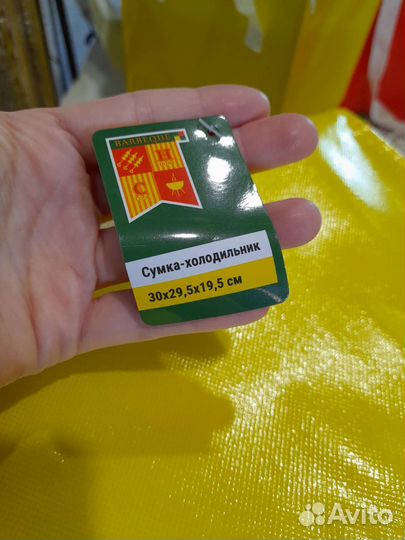 BARBEQUE
C
Сумка-холодильник
30x29,5x19,5 см
Avito